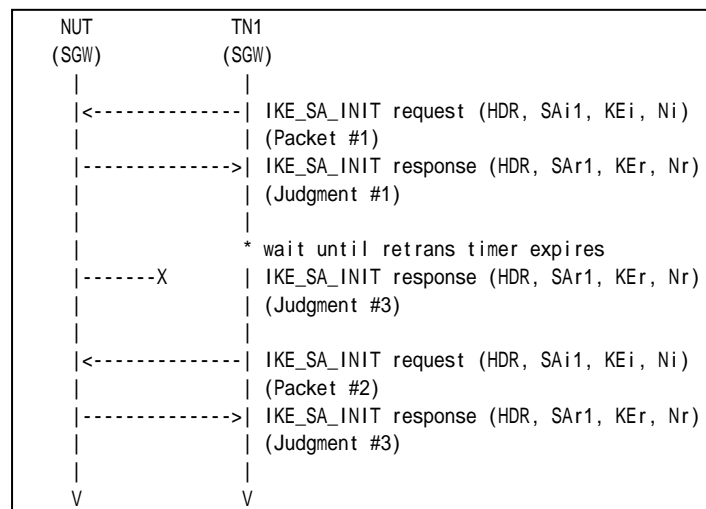 NUT TN1
(SGW) (SGW)
| |
|<--------------| IKE_SA_INIT request (HDR, SAi1, KEi, Ni)
| | (Packet #1)
|-------------->| IKE_SA_INIT response (HDR, SAr1, KEr, Nr)
| | (Judgment #1)
| |
| * wait until retrans timer expires
|-------X | IKE_SA_INIT response (HDR, SAr1, KEr, Nr)
| | (Judgment #3)
| |
|<--------------| IKE_SA_INIT request (HDR, SAi1, KEi, Ni)
| | (Packet #2)
|-------------->| IKE_SA_INIT response (HDR, SAr1, KEr, Nr)
| | (Judgment #3)
| |
V V